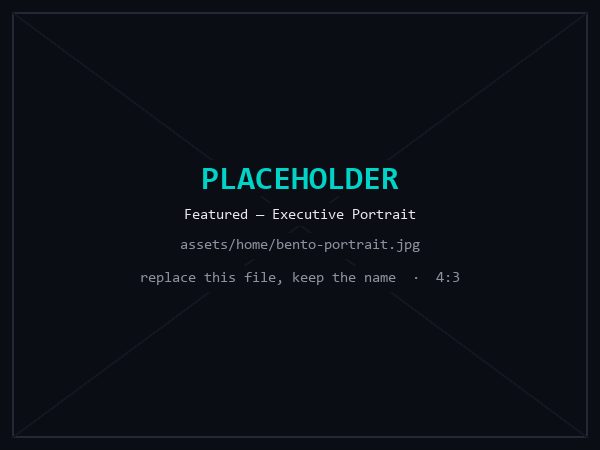 PLACEHOLDER
Featured — Executive Portrait
assets/home/bento-portrait.jpg
replace this file, keep the name · 4:3